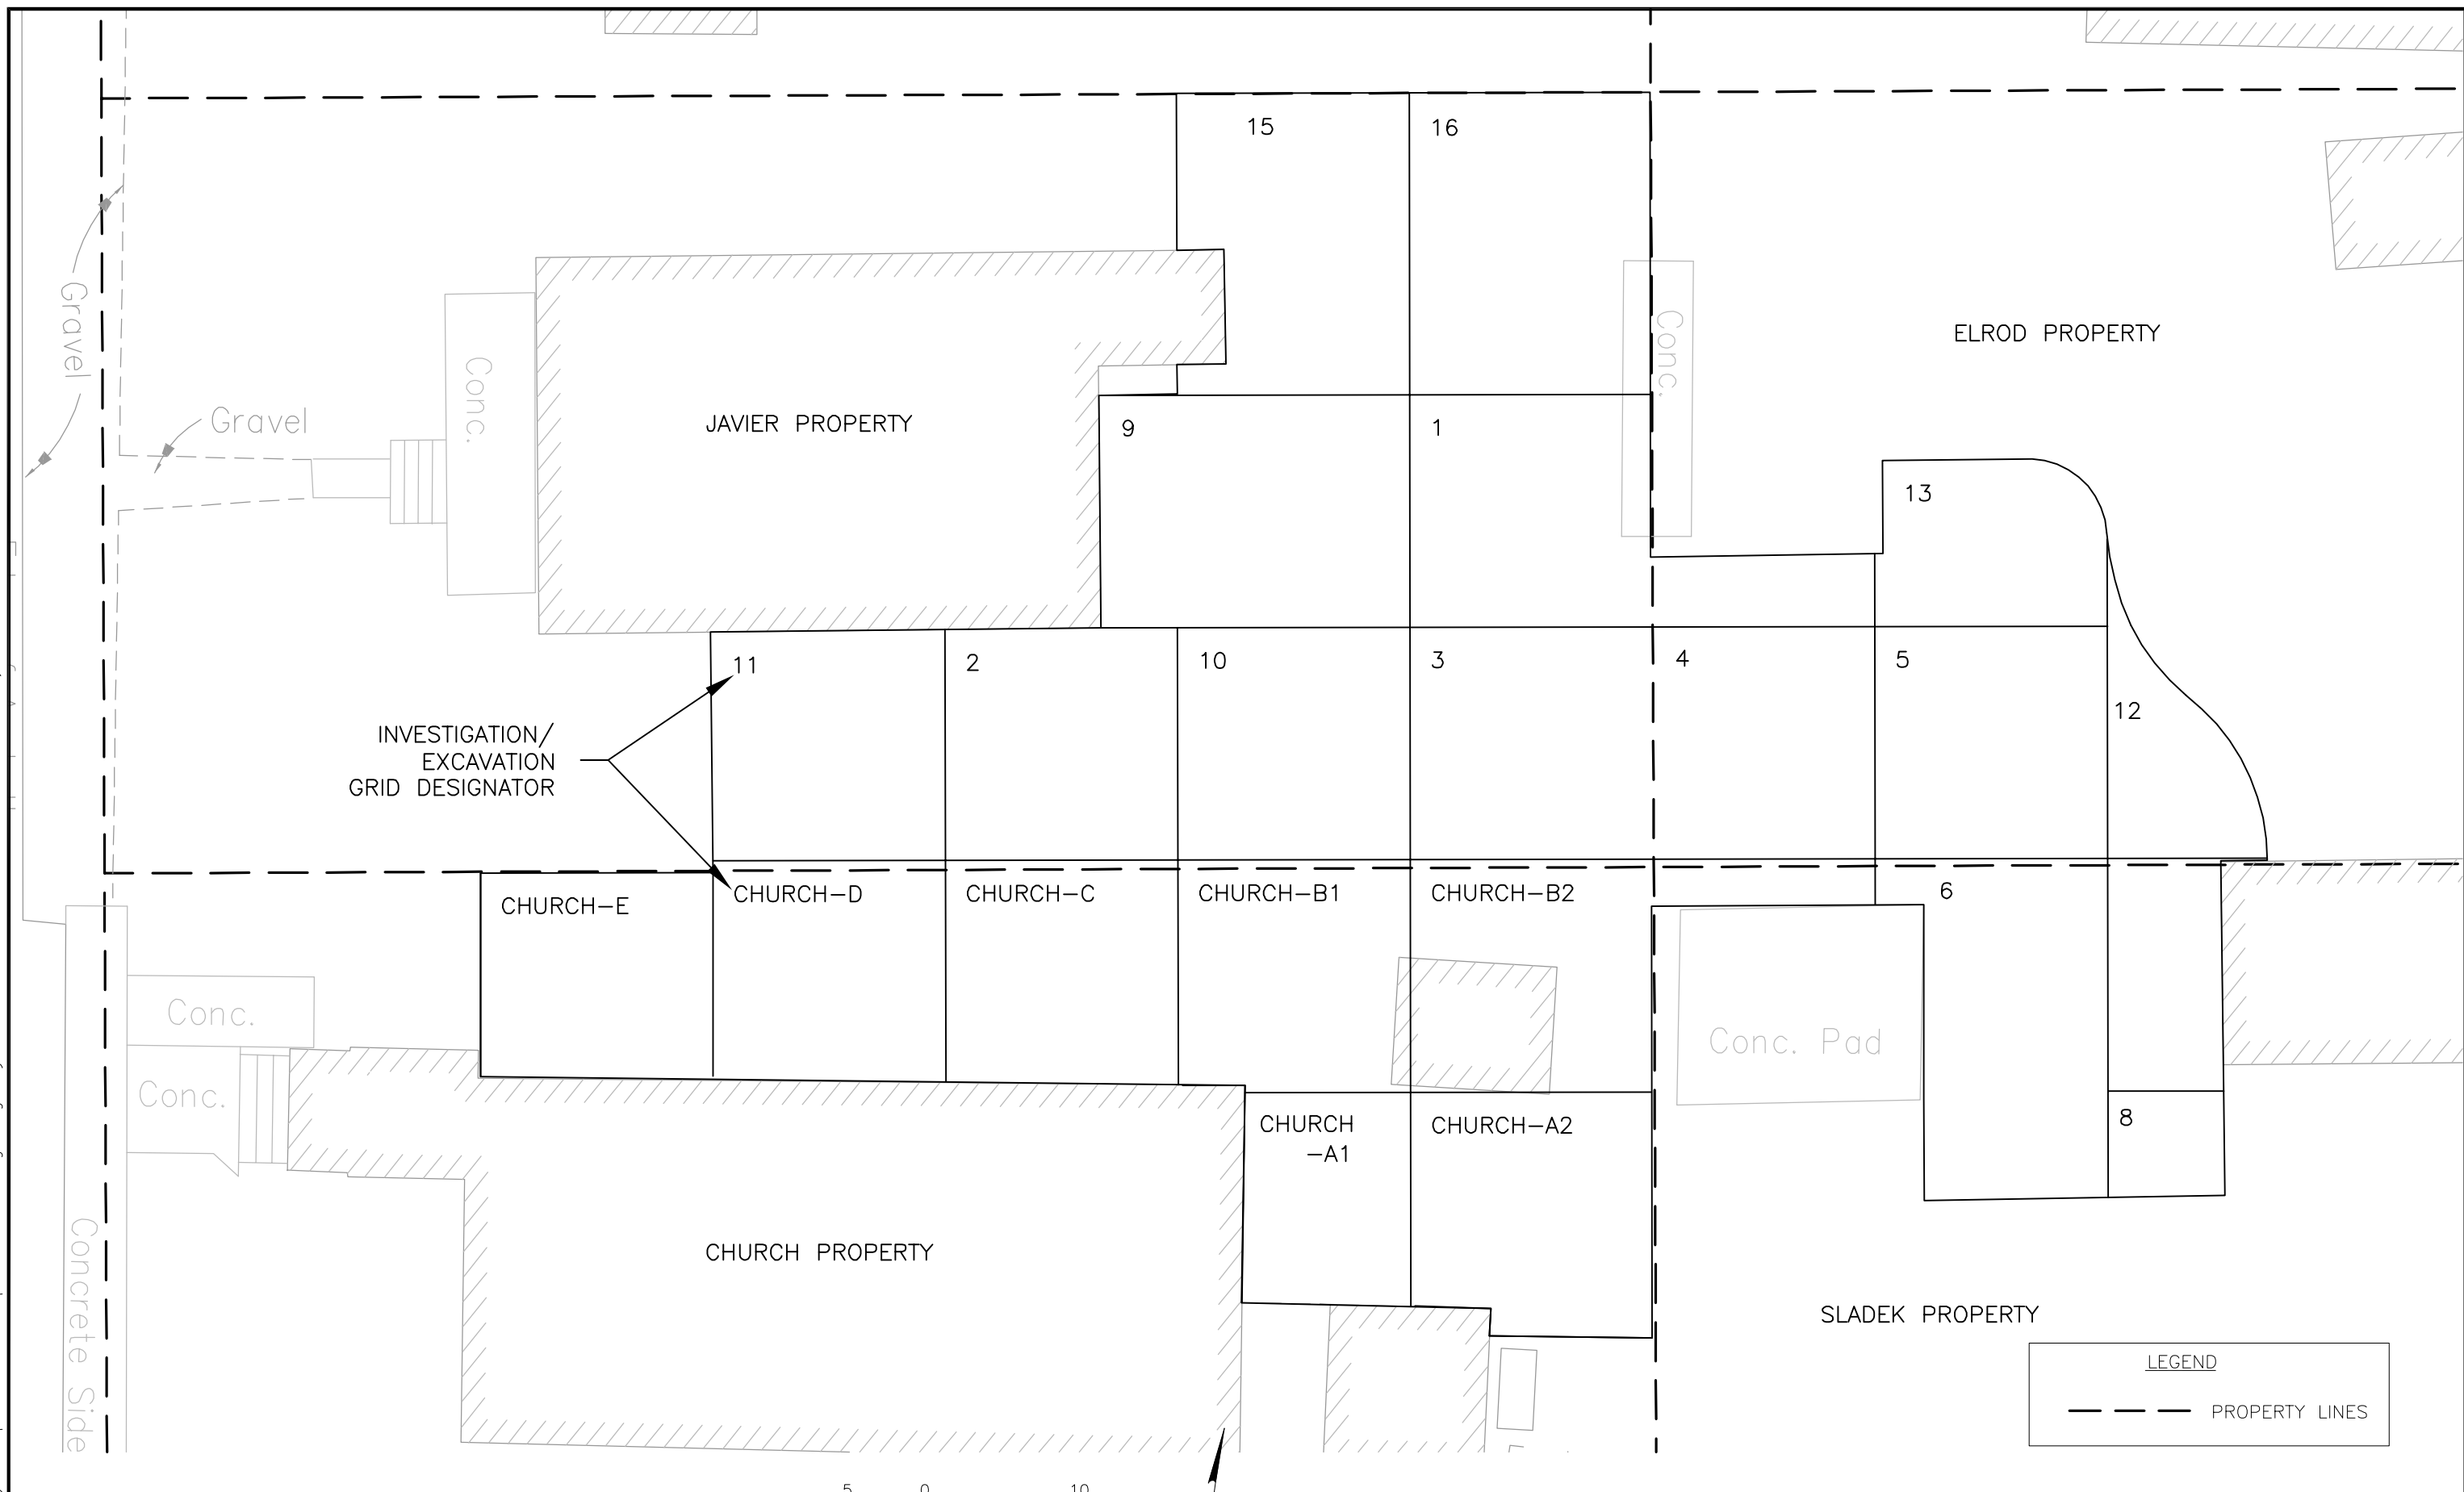 15
16
Gravel
Conc.
ELROD PROPERTY
Gravel
Conc.
JAVIER PROPERTY
9
1
13
11
2
10
3
4
5
12
INVESTIGATION/
EXCAVATION
GRID DESIGNATOR
CHURCH-E
CHURCH-D
CHURCH-C
CHURCH-B1
CHURCH-B2
6
Conc.
Conc. Pad
Conc.
CHURCH
-A1
CHURCH-A2
8
Concrete Side
CHURCH PROPERTY
SLADEK PROPERTY
LEGEND
PROPERTY LINES
5 0 10